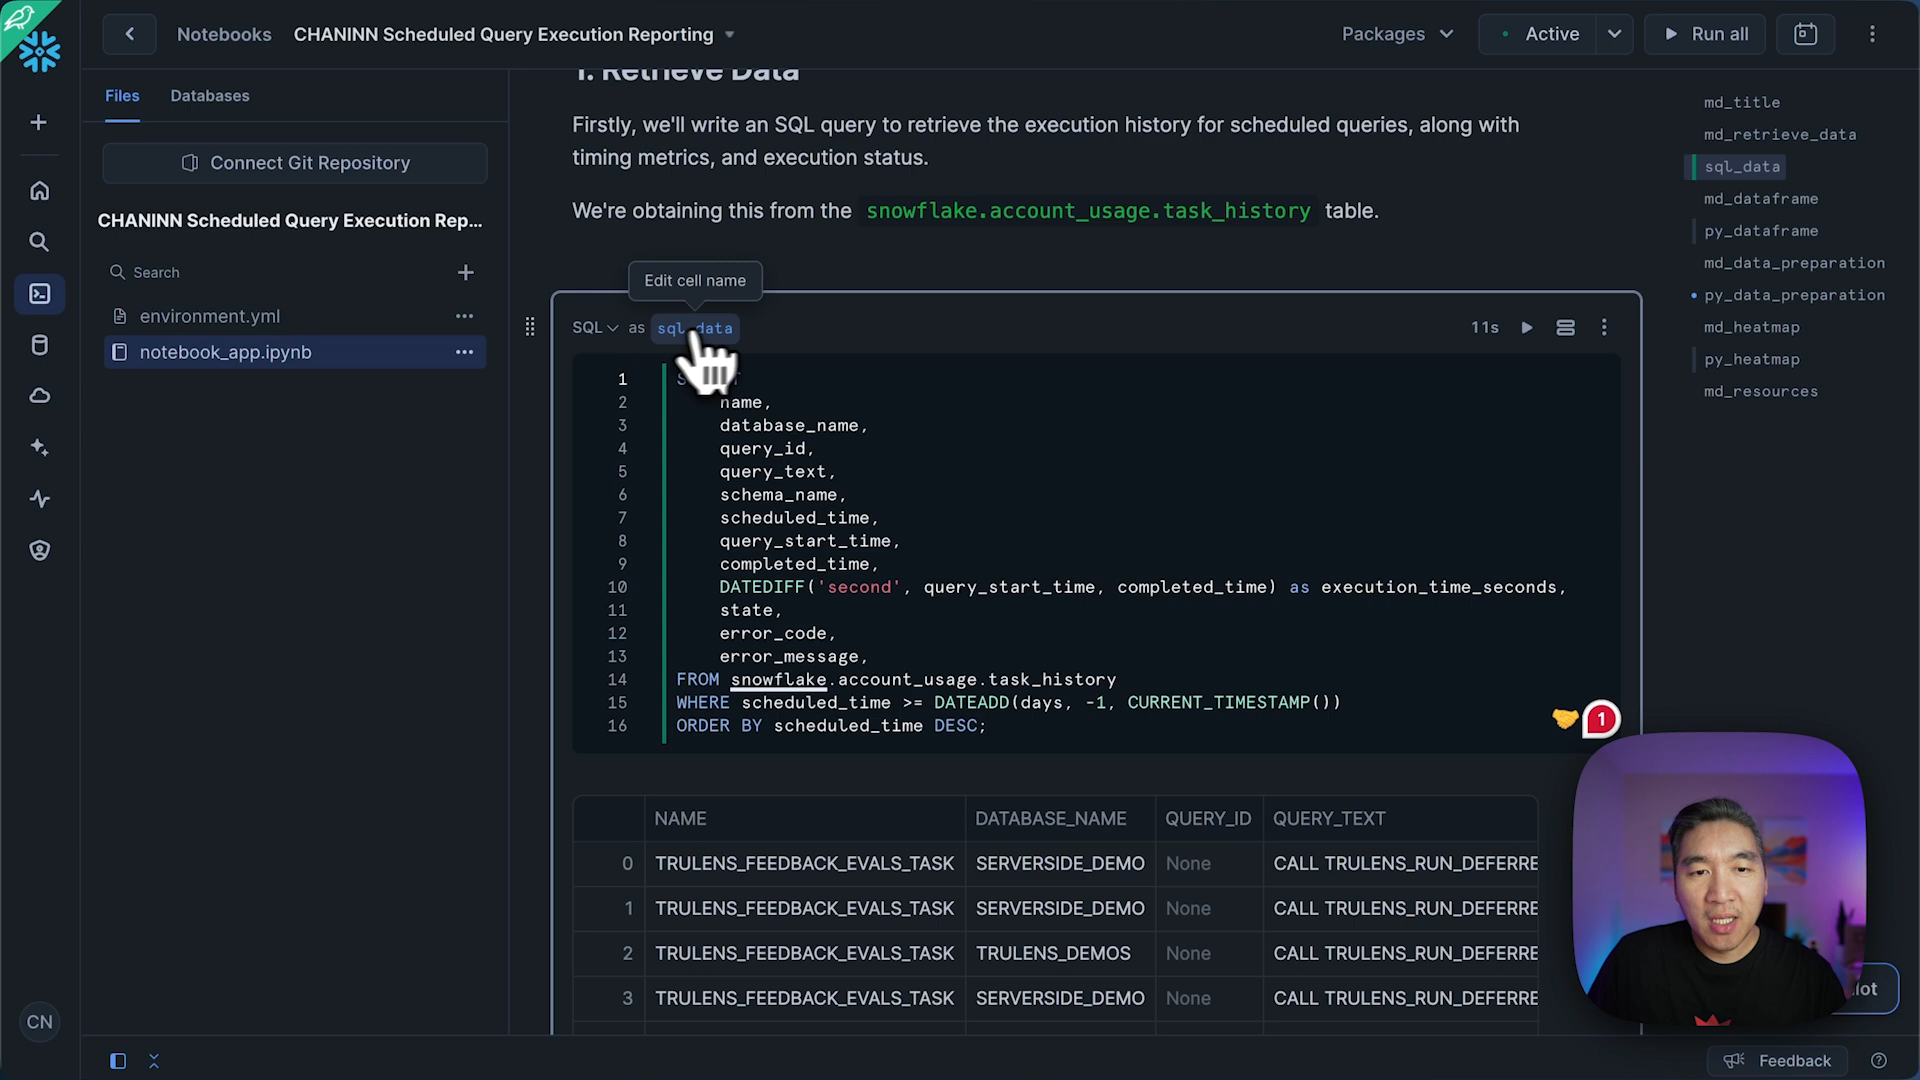 Notebooks CHANINN Scheduled Query Execution Reporting
Packages Active Run all
Files Databases
Connect Git Repository
CHANINN Scheduled Query Execution Rep...
Search
environment.yml
notebook_app.ipynb
1. Retrieve Data
Firstly, we'll write an SQL query to retrieve the execution history for scheduled queries, along with
timing metrics, and execution status.
We're obtaining this from the snowflake.account_usage.task_history table.
Edit cell name
SQL as sql_data 11s
1
2 name,
3 database_name,
4 query_id,
5 query_text,
6 schema_name,
7 scheduled_time,
8 query_start_time,
9 completed_time,
10 DATEDIFF('second', query_start_time, completed_time) as execution_time_seconds,
11 state,
12 error_code,
13 error_message,
14 FROM snowflake.account_usage.task_history
15 WHERE scheduled_time >= DATEADD(days, -1, CURRENT_TIMESTAMP())
16 ORDER BY scheduled_time DESC;
1
NAME DATABASE_NAME QUERY_ID QUERY_TEXT
0 TRULENS_FEEDBACK_EVALS_TASK SERVERSIDE_DEMO None CALL TRULENS_RUN_DEFERRE
1 TRULENS_FEEDBACK_EVALS_TASK SERVERSIDE_DEMO None CALL TRULENS_RUN_DEFERRE
2 TRULENS_FEEDBACK_EVALS_TASK TRULENS_DEMOS None CALL TRULENS_RUN_DEFERRE
3 TRULENS_FEEDBACK_EVALS_TASK SERVERSIDE_DEMO None CALL TRULENS_RUN_DEFERRE
md_title
md_retrieve_data
sql_data
md_dataframe
py_dataframe
md_data_preparation
py_data_preparation
md_heatmap
py_heatmap
md_resources
CN
Feedback